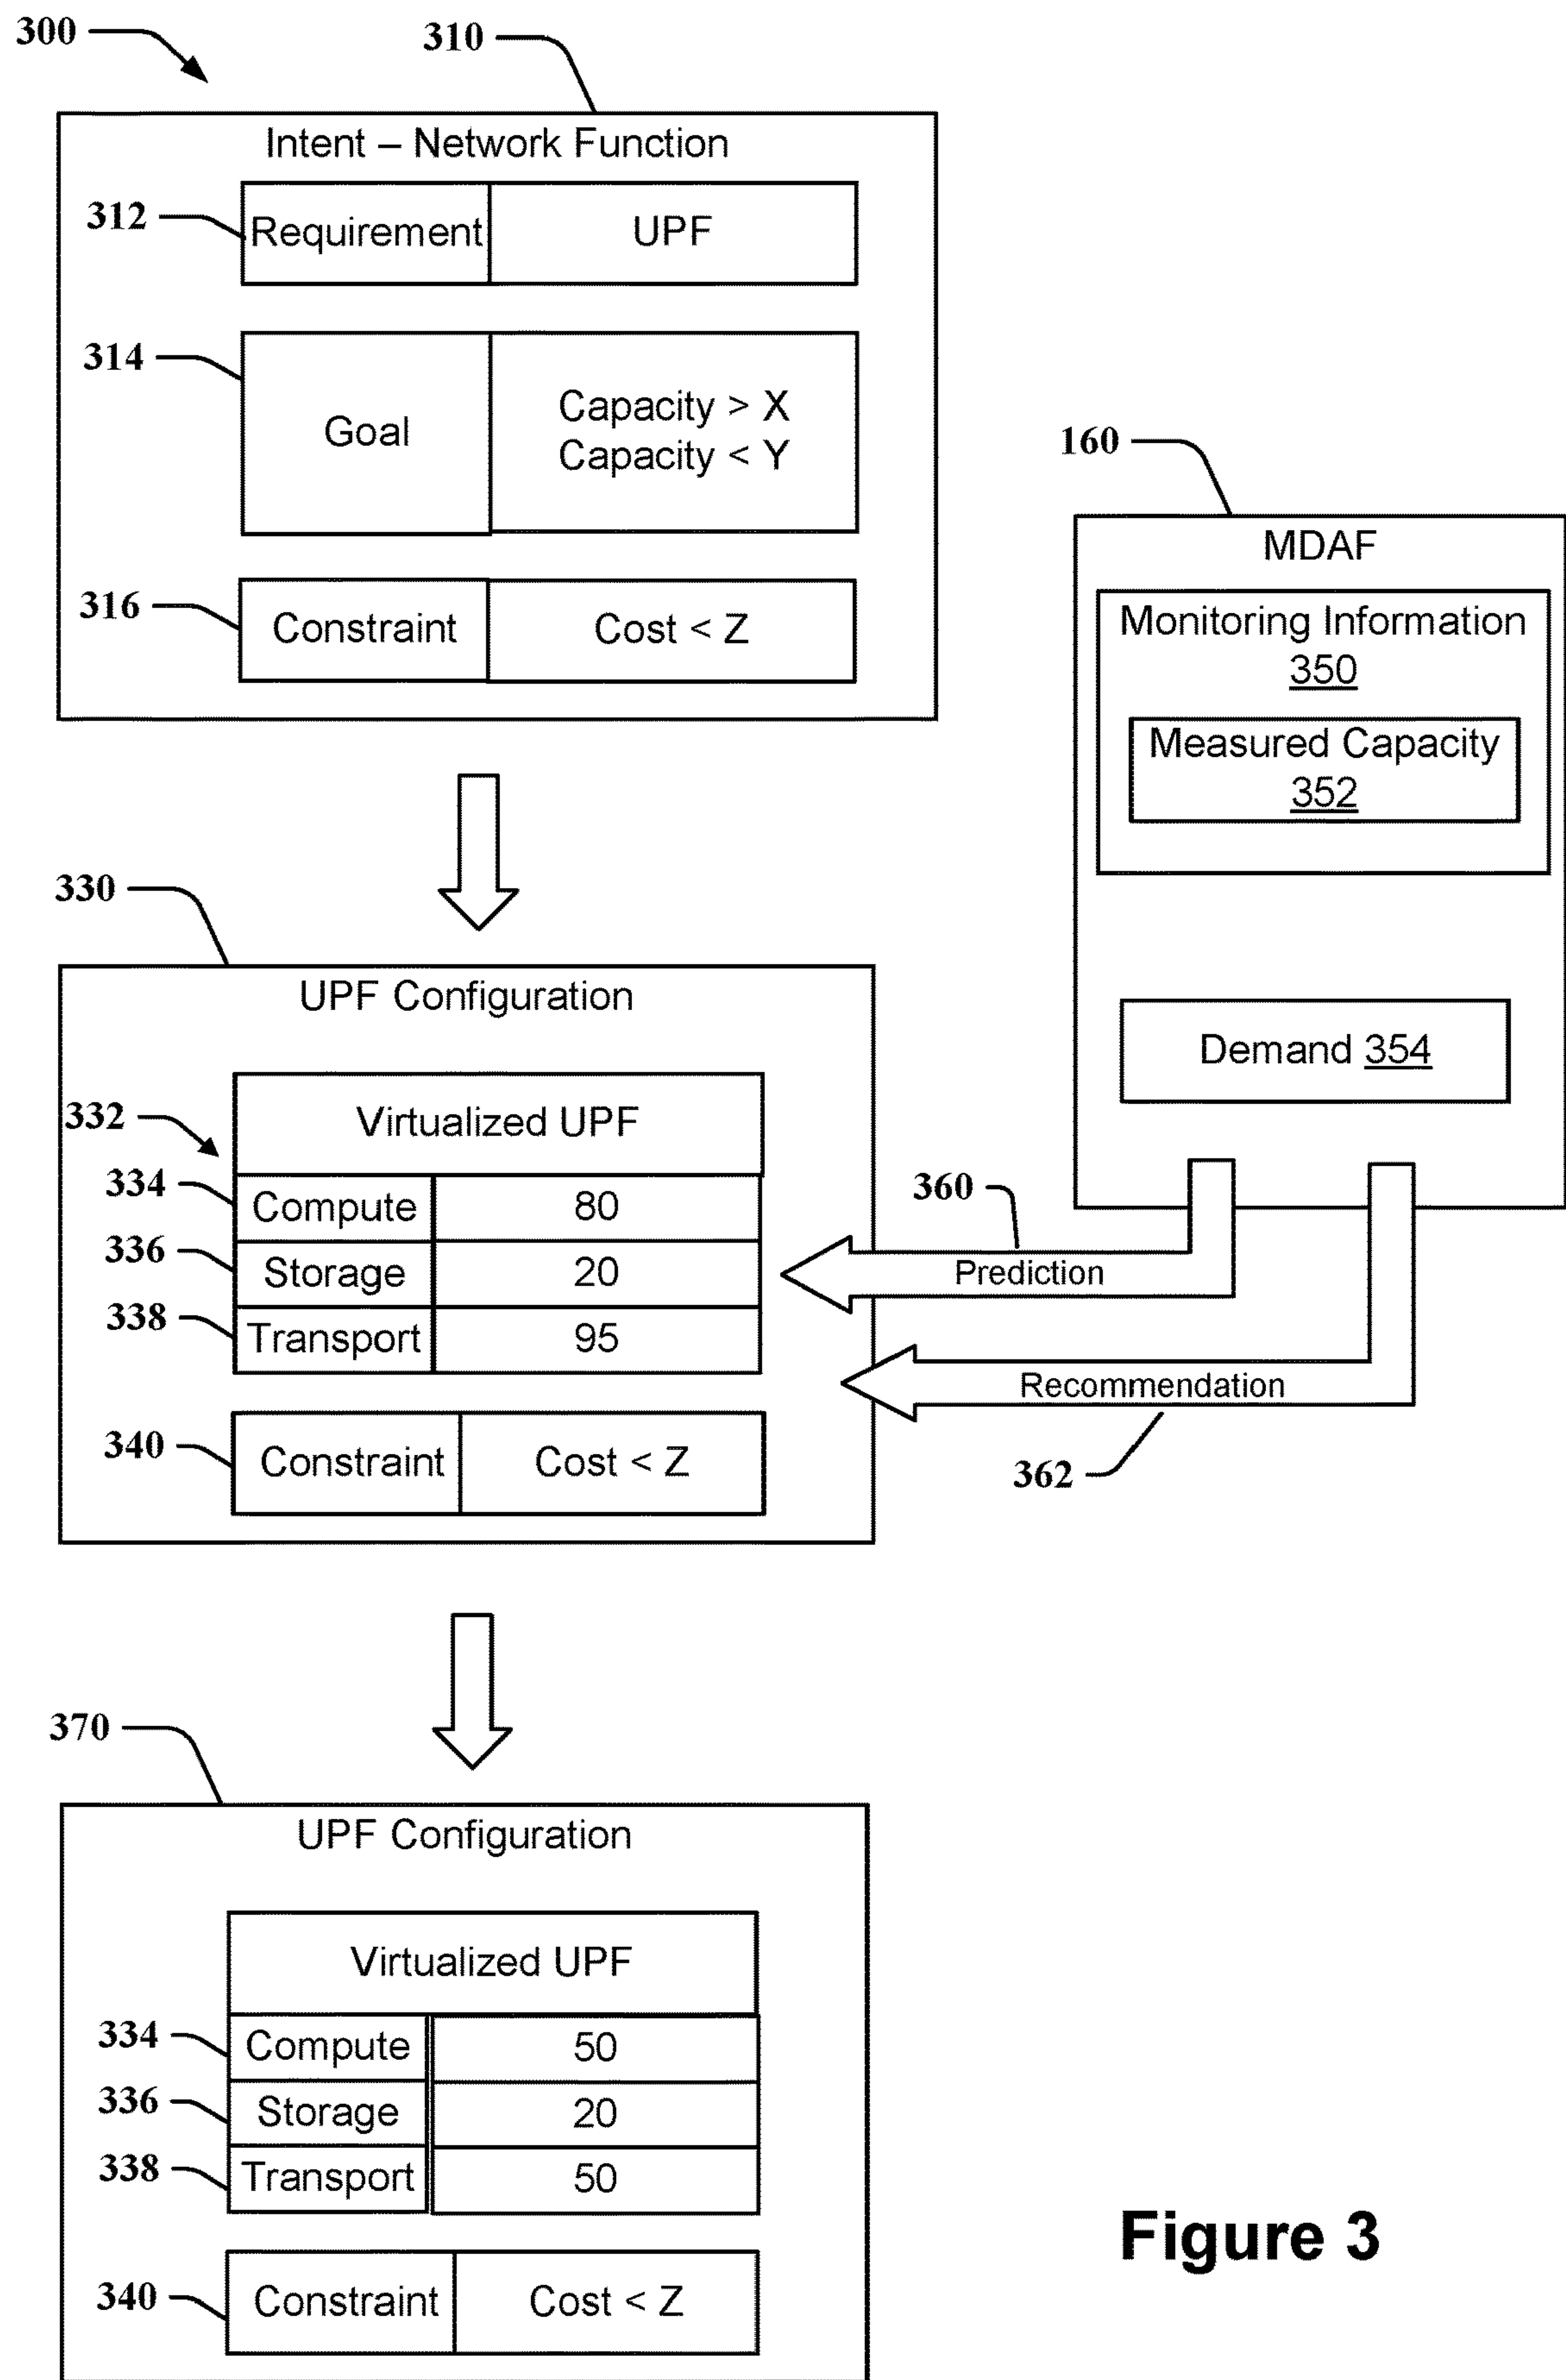 300
310
Intent – Network Function
312
Requirement
UPF
314
Goal
Capacity > X
Capacity < Y
316
Constraint
Cost < Z
160
MDAF
Monitoring Information
350
Measured Capacity
352
Demand 354
330
UPF Configuration
332
Virtualized UPF
334
Compute
80
336
Storage
20
338
Transport
95
340
Constraint
Cost < Z
360
Prediction
Recommendation
362
370
UPF Configuration
Virtualized UPF
334
Compute
50
336
Storage
20
338
Transport
50
340
Constraint
Cost < Z
Figure 3